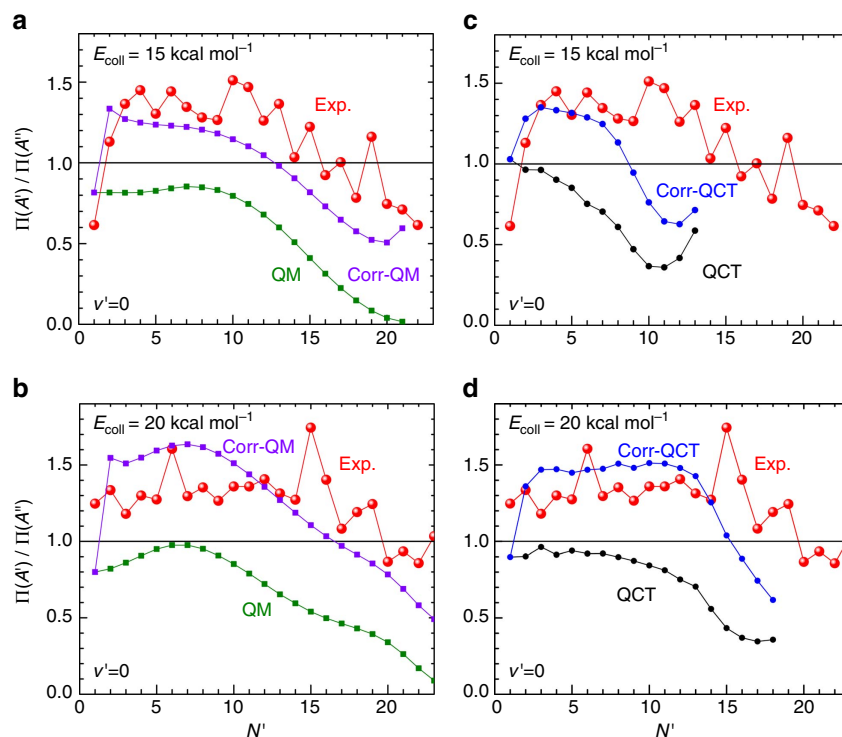 a
E_coll = 15 kcal mol⁻¹
1.5
1.0
0.5
0.0
Π(A′) / Π(A″)
Exp.
QM
Corr-QM
v'=0
0 5 10 15 20
c
E_coll = 15 kcal mol⁻¹
1.5
1.0
0.5
0.0
Exp.
Corr-QCT
QCT
v'=0
0 5 10 15 20
b
E_coll = 20 kcal mol⁻¹
1.5
1.0
0.5
0.0
Π(A′) / Π(A″)
Corr-QM
Exp.
QM
v'=0
0 5 10 15 20
N'
d
E_coll = 20 kcal mol⁻¹
1.5
1.0
0.5
0.0
Corr-QCT
Exp.
QCT
v'=0
0 5 10 15 20
N'